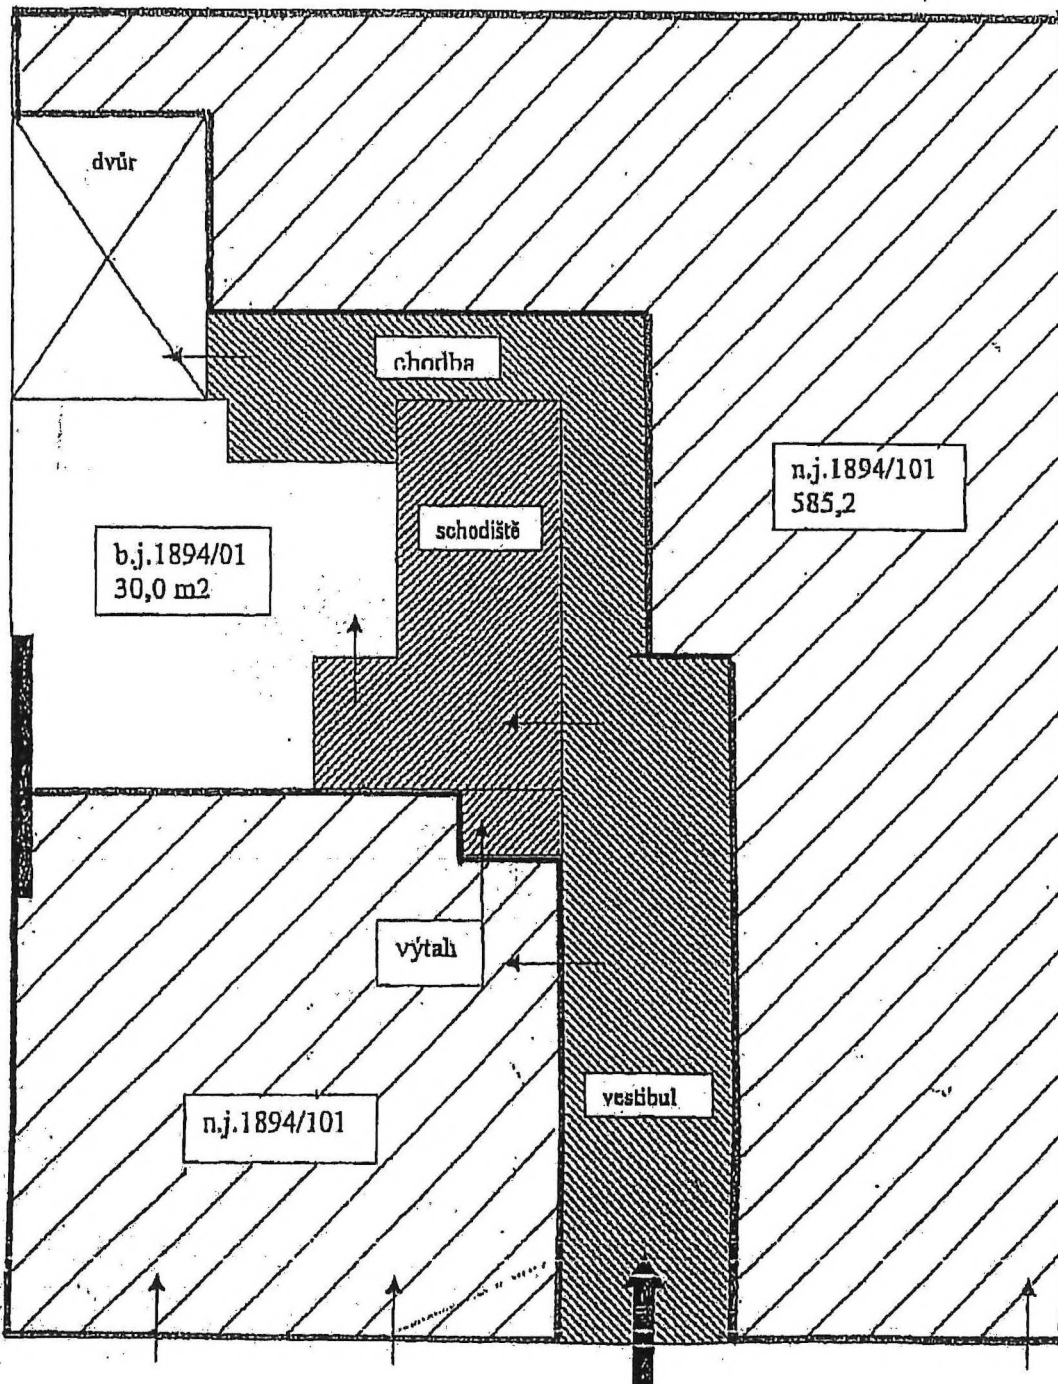 dvůr
chodba
n.j.1894/101
585,2
schodiště
b.j.1894/01
30,0 m2
výtah
vestibul
n.j.1894/101